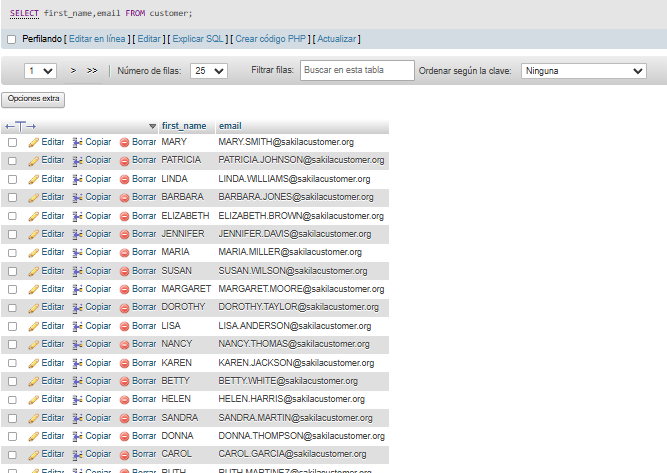 SELECT first_name,email FROM customer;
Perfilando [ Editar en línea ] [ Editar ] [ Explicar SQL ] [ Crear código PHP ] [ Actualizar ]
1 > >> Número de filas: 25 Filtrar filas: Buscar en esta tabla Ordenar según la clave: Ninguna
Opciones extra
first_name email
Editar Copiar Borrar MARY MARY.SMITH@sakilacustomer.org
Editar Copiar Borrar PATRICIA PATRICIA.JOHNSON@sakilacustomer.org
Editar Copiar Borrar LINDA LINDA.WILLIAMS@sakilacustomer.org
Editar Copiar Borrar BARBARA BARBARA.JONES@sakilacustomer.org
Editar Copiar Borrar ELIZABETH ELIZABETH.BROWN@sakilacustomer.org
Editar Copiar Borrar JENNIFER JENNIFER.DAVIS@sakilacustomer.org
Editar Copiar Borrar MARIA MARIA.MILLER@sakilacustomer.org
Editar Copiar Borrar SUSAN SUSAN.WILSON@sakilacustomer.org
Editar Copiar Borrar MARGARET MARGARET.MOORE@sakilacustomer.org
Editar Copiar Borrar DOROTHY DOROTHY.TAYLOR@sakilacustomer.org
Editar Copiar Borrar LISA LISA.ANDERSON@sakilacustomer.org
Editar Copiar Borrar NANCY NANCY.THOMAS@sakilacustomer.org
Editar Copiar Borrar KAREN KAREN.JACKSON@sakilacustomer.org
Editar Copiar Borrar BETTY BETTY.WHITE@sakilacustomer.org
Editar Copiar Borrar HELEN HELEN.HARRIS@sakilacustomer.org
Editar Copiar Borrar SANDRA SANDRA.MARTIN@sakilacustomer.org
Editar Copiar Borrar DONNA DONNA.THOMPSON@sakilacustomer.org
Editar Copiar Borrar CAROL CAROL.GARCIA@sakilacustomer.org
Editar Copiar Borrar RUTH RUTH.MARTINEZ@sakilacustomer.org